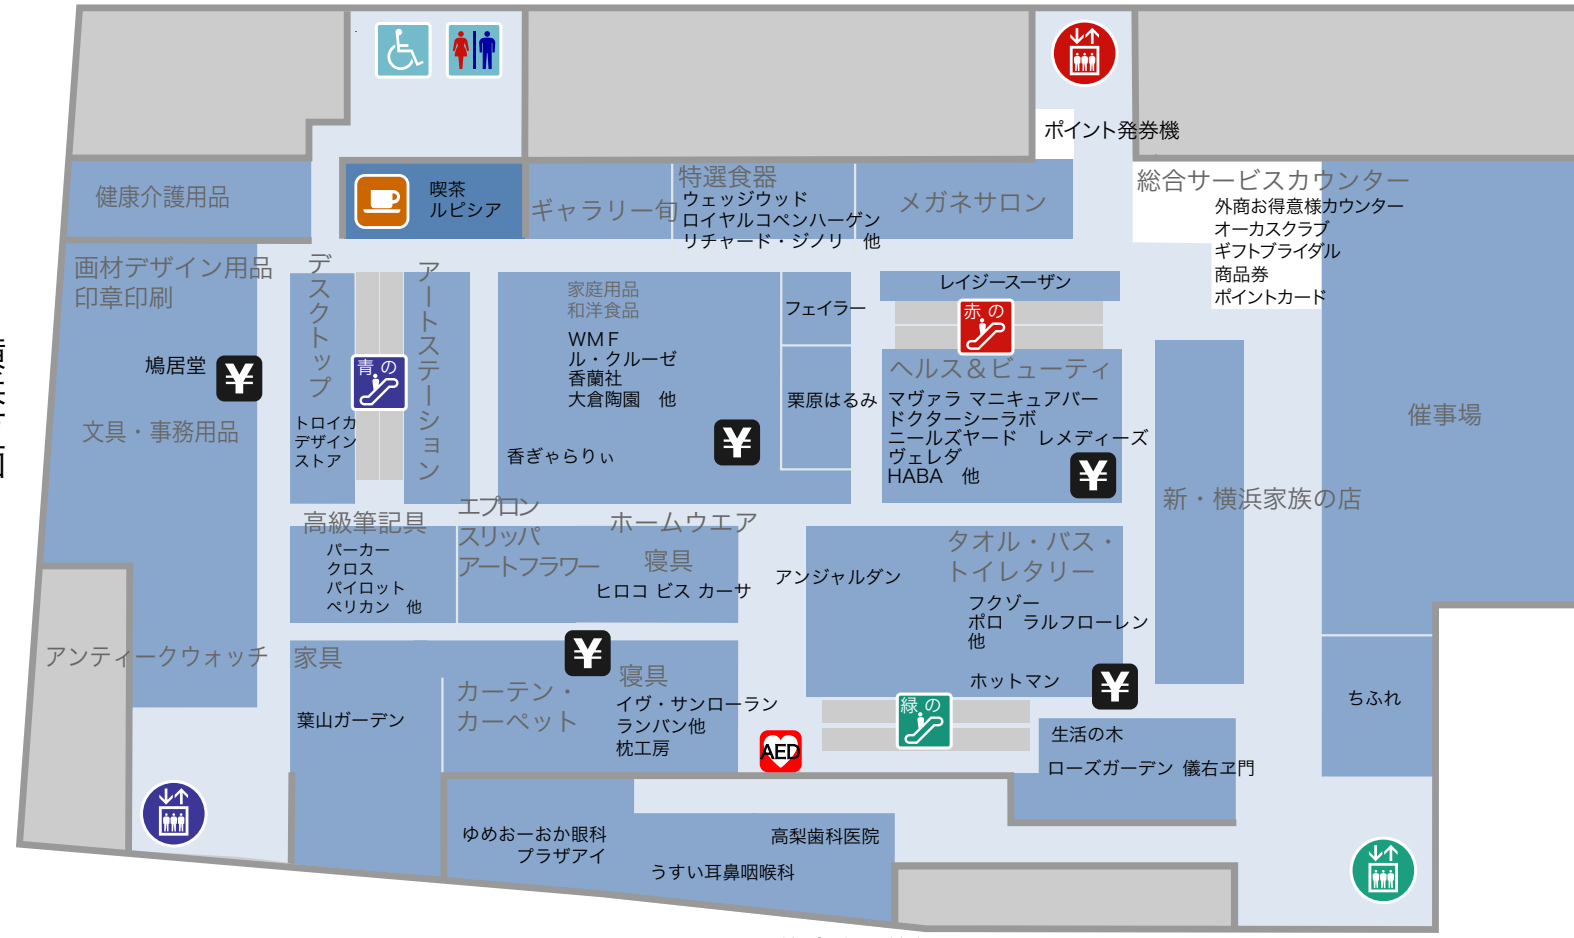 ポイント発券機
健康介護用品
喫茶
ルピシア
ギャラリー旬
特選食器
ウェッジウッド
ロイヤルコペンハーゲン
リチャード・ジノリ　他
メガネサロン
総合サービスカウンター
外商お得意様カウンター
オーカスクラブ
ギフトブライダル
商品券
ポイントカード
画材デザイン用品
印章印刷
鳩居堂
¥
文具・事務用品
デスクトップ
トロイカ
デザイン
ストア
青の
アートステーション
家庭用品
和洋食品
WMF
ル・クルーゼ
香蘭社
大倉陶園　他
香ぎゃらりぃ
¥
フェイラー
栗原はるみ
レイジースーザン
赤の
ヘルス＆ビューティ
マヴァラ マニキュアバー
ドクターシーラボ
ニールズヤード　レメディーズ
ヴェレダ
HABA　他
¥
新・横浜家族の店
催事場
高級筆記具
パーカー
クロス
パイロット
ペリカン　他
エプロン
スリッパ
アートフラワー
ホームウエア
寝具
ヒロコ ビス カーサ
アンジャルダン
タオル・バス・
トイレタリー
フクゾー
ポロ　ラルフローレン
他
ホットマン
¥
アンティークウォッチ
家具
葉山ガーデン
カーテン・
カーペット
¥
寝具
イヴ・サンローラン
ランバン他
枕工房
AED
緑の
生活の木
ローズガーデン 儀右ヱ門
ちふれ
ゆめおーおか眼科
プラザアイ
高梨歯科医院
うすい耳鼻咽喉科